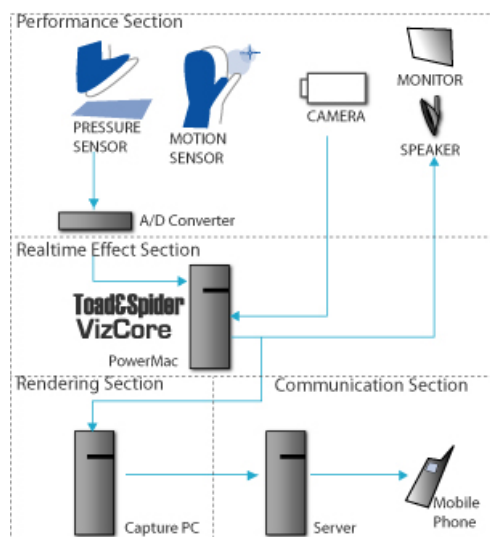 Performance Section
MONITOR
CAMERA
PRESSURE
SENSOR
MOTION
SENSOR
SPEAKER
A/D Converter
Realtime Effect Section
Toad&Spider
VizCore
PowerMac
Rendering Section
Communication Section
Capture PC
Server
Mobile
Phone